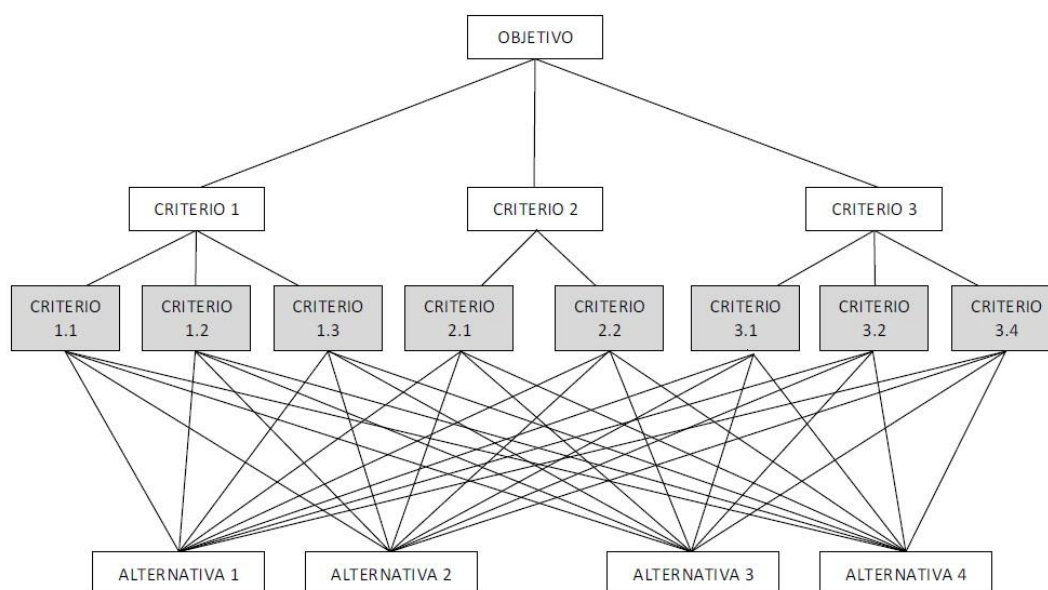 OBJETIVO
CRITERIO 1
CRITERIO 2
CRITERIO 3
CRITERIO
1.1
CRITERIO
1.2
CRITERIO
1.3
CRITERIO
2.1
CRITERIO
2.2
CRITERIO
3.1
CRITERIO
3.2
CRITERIO
3.4
ALTERNATIVA 1
ALTERNATIVA 2
ALTERNATIVA 3
ALTERNATIVA 4